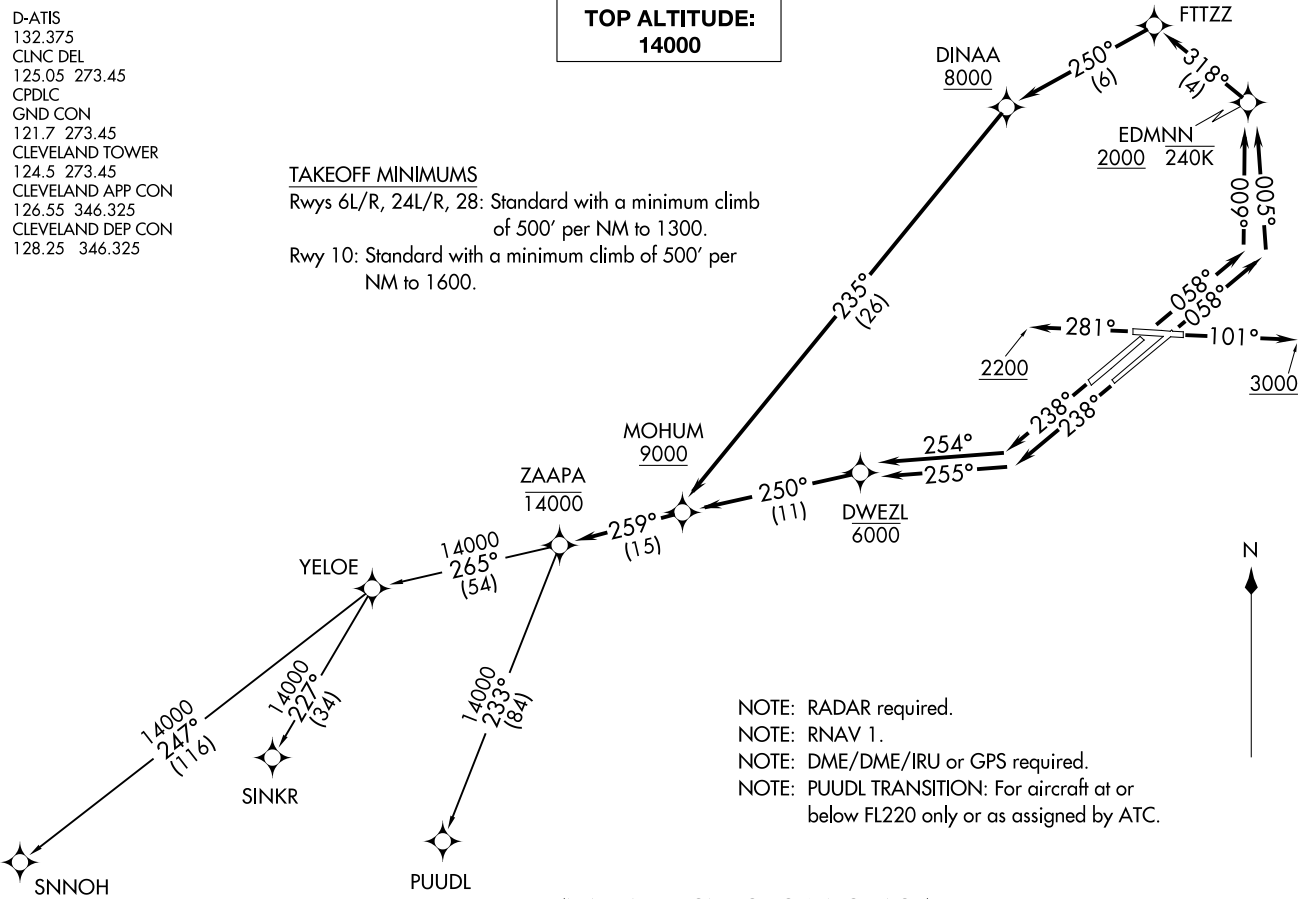 D-ATIS
132.375
CLNC DEL
125.05 273.45
CPDLC
GND CON
121.7 273.45
CLEVELAND TOWER
124.5 273.45
CLEVELAND APP CON
126.55 346.325
CLEVELAND DEP CON
128.25 346.325
TOP ALTITUDE:
14000
TAKEOFF MINIMUMS
Rwys 6L/R, 24L/R, 28: Standard with a minimum climb
of 500' per NM to 1300.
Rwy 10: Standard with a minimum climb of 500' per
NM to 1600.
FTTZZ
DINAA
8000
250°
(6)
318°
(4)
EDMNN
2000 240K
009°
005°
058°
058°
281°
101°
2200
3000
235°
(26)
238°
238°
254°
255°
MOHUM
9000
ZAAPA
14000
250°
(11)
DWEZL
6000
259°
(15)
14000
265°
(54)
YELOE
14000
227°
(34)
14000
247°
(116)
14000
233°
(84)
SINKR
SNNOH
PUUDL
N
NOTE: RADAR required.
NOTE: RNAV 1.
NOTE: DME/DME/IRU or GPS required.
NOTE: PUUDL TRANSITION: For aircraft at or
below FL220 only or as assigned by ATC.